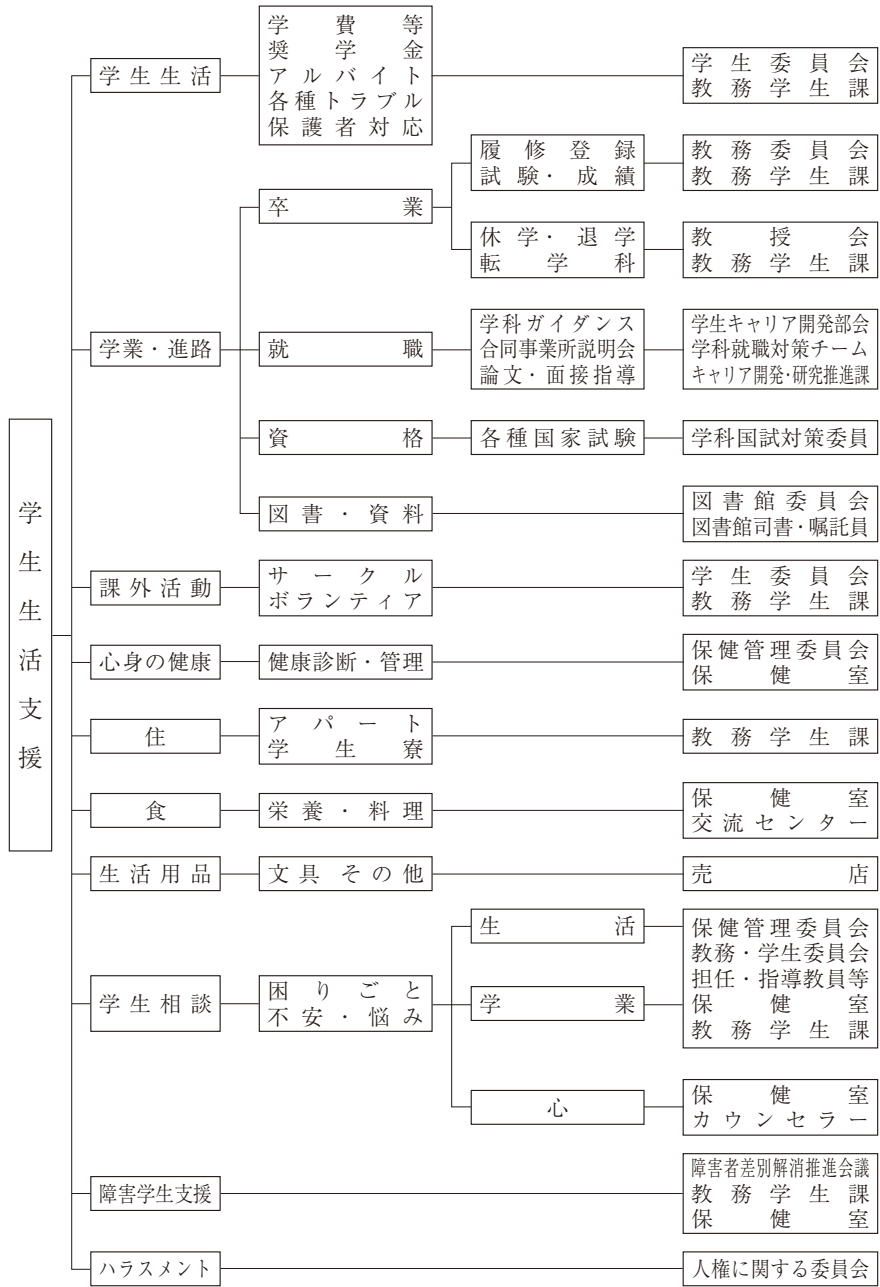 学生生活支援
学生生活
学費等
奨学金
アルバイト
各種トラブル
保護者対応
学生委員会
教務学生課
学業・進路
卒業
履修登録
試験・成績
教務委員会
教務学生課
休学・退学
転学科
教授会
教務学生課
就職
学科ガイダンス
合同事業所説明会
論文・面接指導
学生キャリア開発部会
学科就職対策チーム
キャリア開発・研究推進課
資格
各種国家試験
学科国試対策委員
図書・資料
図書館委員会
図書館司書・嘱託員
課外活動
サークル
ボランティア
学生委員会
教務学生課
心身の健康
健康診断・管理
保健管理委員会
保健室
住
アパート
学生寮
教務学生課
食
栄養・料理
保健室
交流センター
生活用品
文具 その他
売店
学生相談
困りごと
不安・悩み
生活
学業
保健管理委員会
教務・学生委員会
担任・指導教員等
保健室
教務学生課
心
保健室
カウンセラー
障害学生支援
障害者差別解消推進会議
教務学生課
保健室
ハラスメント
人権に関する委員会